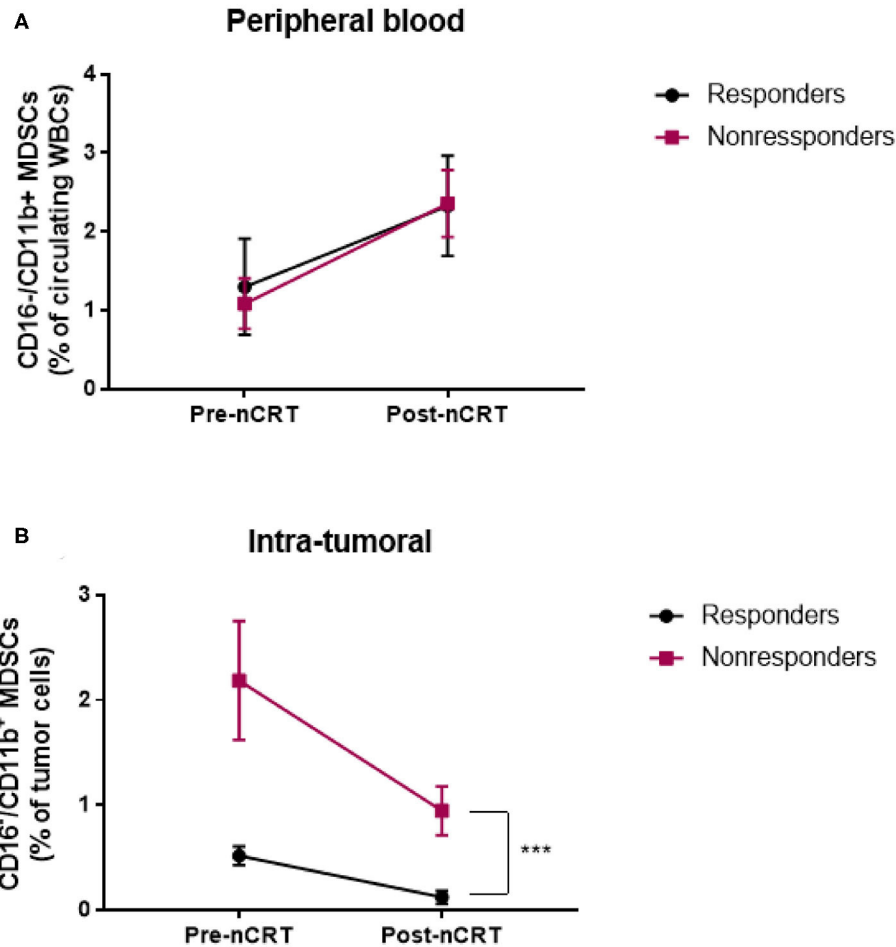 A
Peripheral blood
CD16-/CD11b+ MDSCs
(% of circulating WBCs)
4
3
2
1
0
Pre-nCRT
Post-nCRT
Responders
Nonressponders
B
Intra-tumoral
CD16⁻/CD11b⁺ MDSCs
(% of tumor cells)
3
2
1
0
Pre-nCRT
Post-nCRT
***
Responders
Nonresponders